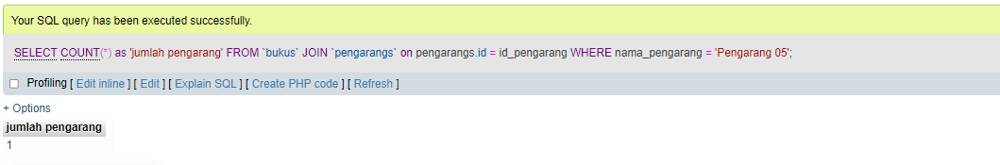 Your SQL query has been executed successfully.
SELECT COUNT(*) as 'jumlah pengarang' FROM `bukus` JOIN `pengarangs` on pengarangs.id = id_pengarang WHERE nama_pengarang = 'Pengarang 05';
Profiling [ Edit inline ] [ Edit ] [ Explain SQL ] [ Create PHP code ] [ Refresh ]
+ Options
jumlah pengarang
1